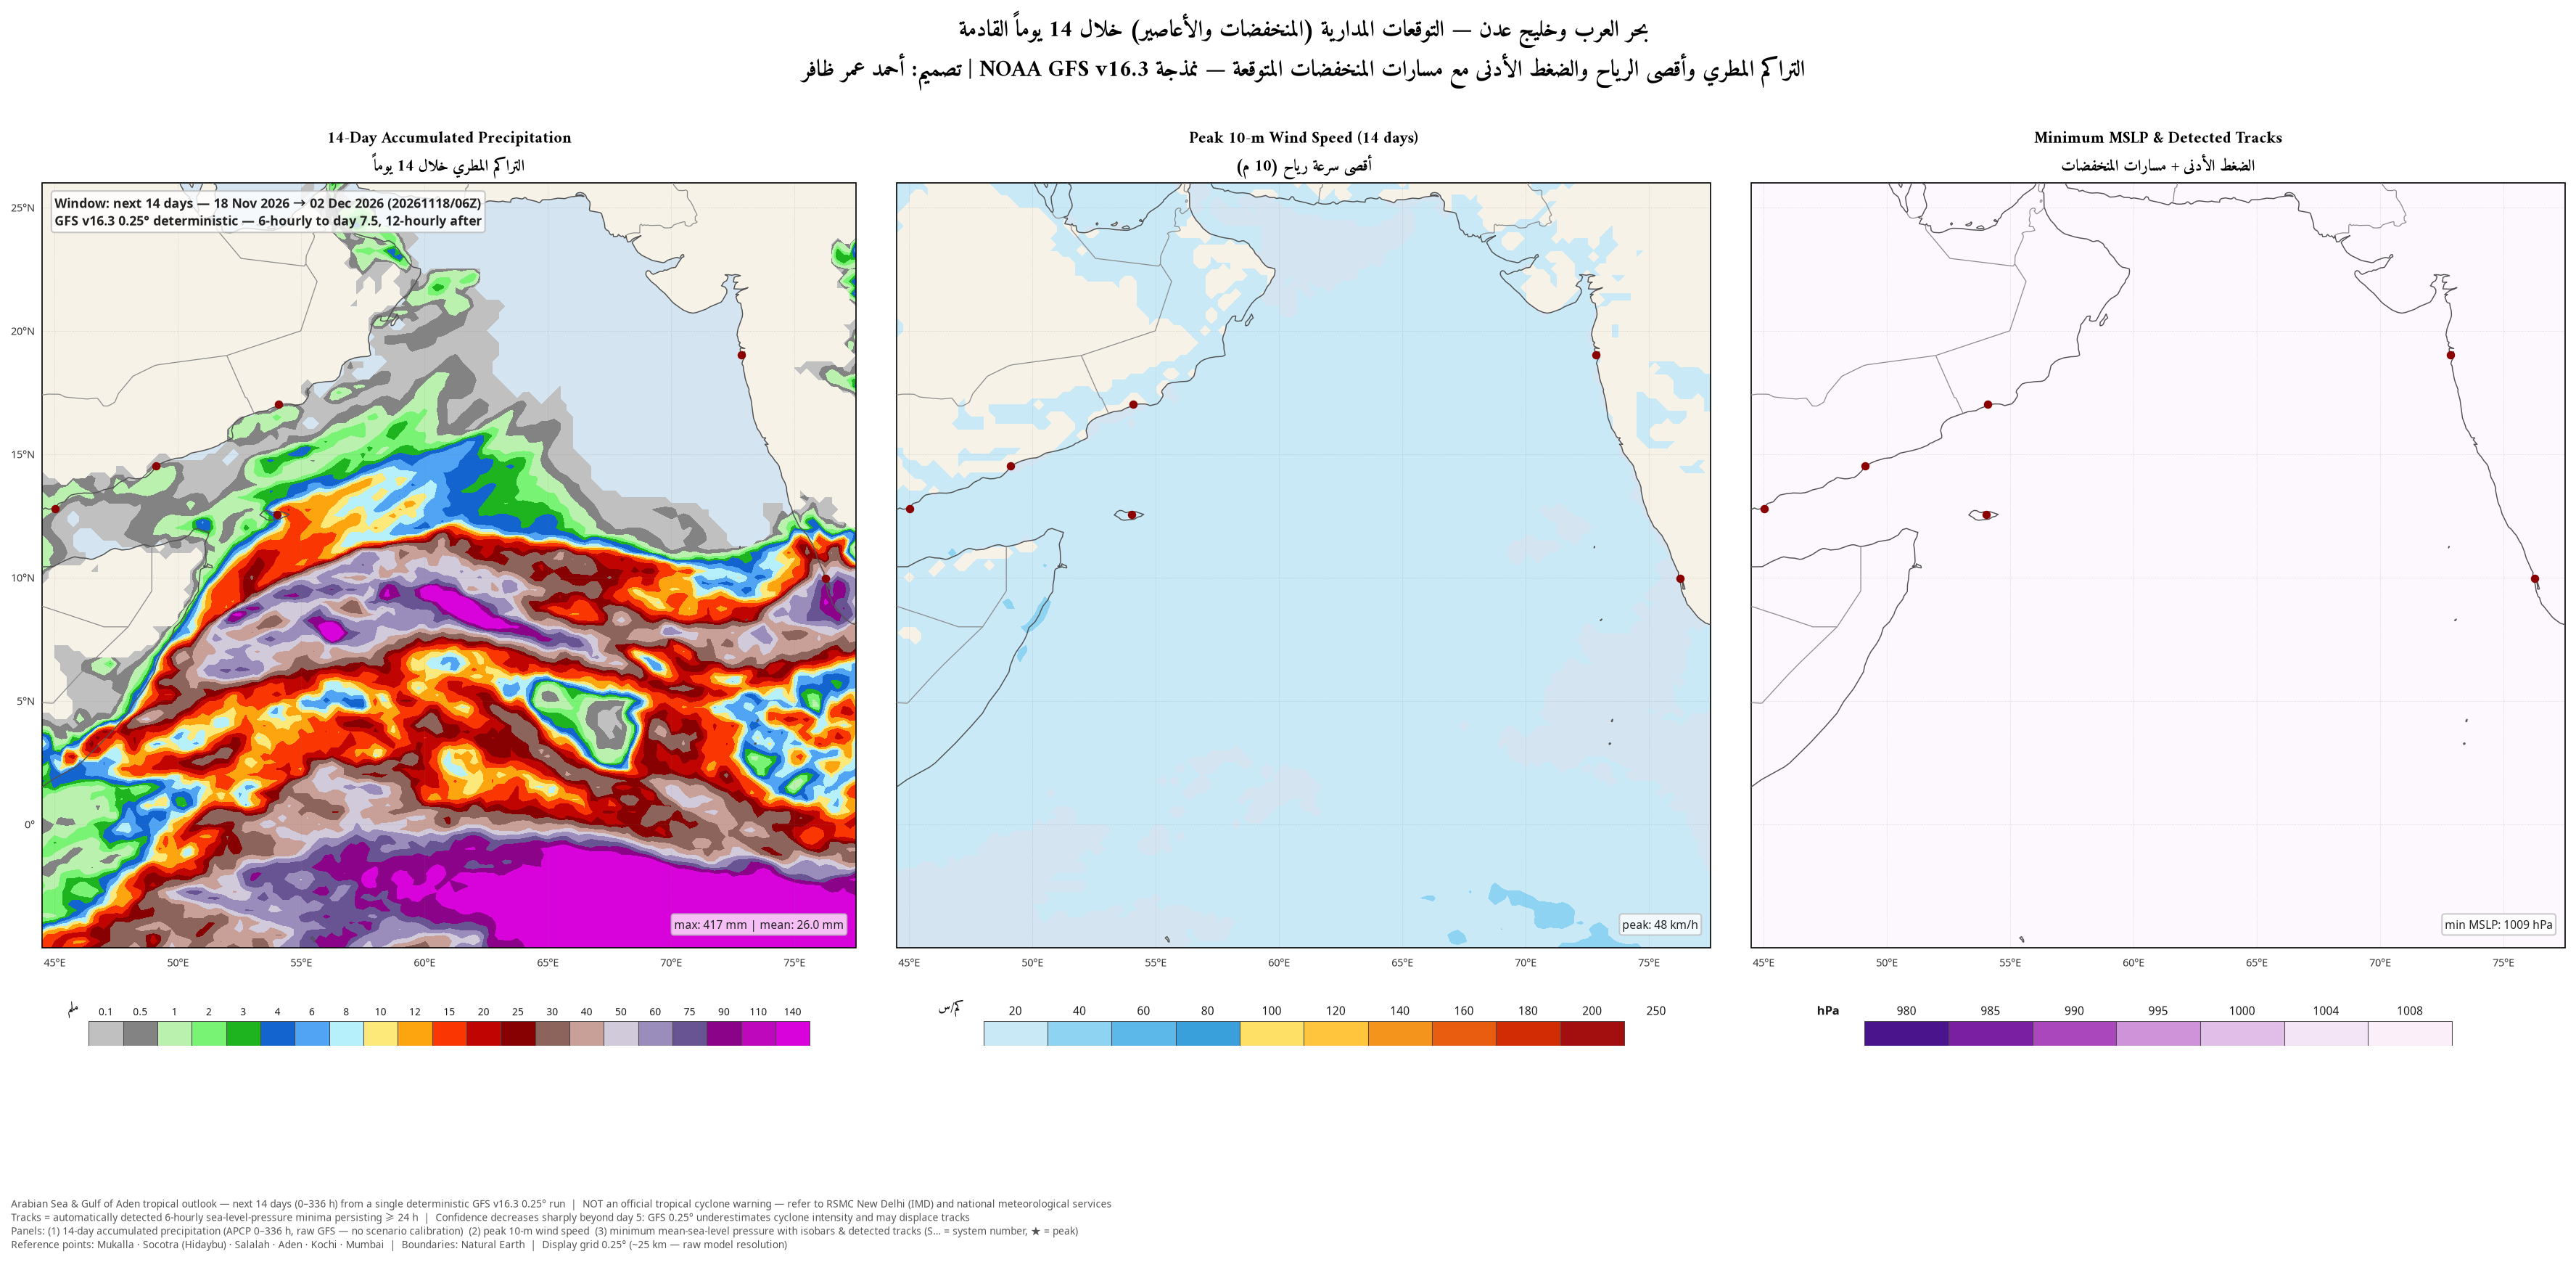 بحر العرب وخليج عدن — التوقعات المدارية (المنخفضات والأعاصير) خلال 14 يوماً القادمة
التراكم المطري وأقصى الرياح والضغط الأدنى مع مسارات المنخفضات المتوقعة — نمذجة NOAA GFS v16.3 | تصميم: أحمد عمر ظافر
14-Day Accumulated Precipitation
التراكم المطري خلال 14 يوماً
Window: next 14 days — 18 Nov 2026 → 02 Dec 2026 (20261118/06Z)
GFS v16.3 0.25° deterministic — 6-hourly to day 7.5, 12-hourly after
25°N
20°N
15°N
10°N
5°N
0°
max: 417 mm | mean: 26.0 mm
45°E 50°E 55°E 60°E 65°E 70°E 75°E
ملم 0.1 0.5 1 2 3 4 6 8 10 12 15 20 25 30 40 50 60 75 90 110 140
Peak 10-m Wind Speed (14 days)
أقصى سرعة رياح (10 م)
peak: 48 km/h
45°E 50°E 55°E 60°E 65°E 70°E 75°E
كم/س 20 40 60 80 100 120 140 160 180 200 250
Minimum MSLP & Detected Tracks
الضغط الأدنى + مسارات المنخفضات
min MSLP: 1009 hPa
45°E 50°E 55°E 60°E 65°E 70°E 75°E
hPa 980 985 990 995 1000 1004 1008
Arabian Sea & Gulf of Aden tropical outlook — next 14 days (0–336 h) from a single deterministic GFS v16.3 0.25° run | NOT an official tropical cyclone warning — refer to RSMC New Delhi (IMD) and national meteorological services
Tracks = automatically detected 6-hourly sea-level-pressure minima persisting ⩾ 24 h | Confidence decreases sharply beyond day 5: GFS 0.25° underestimates cyclone intensity and may displace tracks
Panels: (1) 14-day accumulated precipitation (APCP 0–336 h, raw GFS — no scenario calibration) (2) peak 10-m wind speed (3) minimum mean-sea-level pressure with isobars & detected tracks (S… = system number, ★ = peak)
Reference points: Mukalla · Socotra (Hidaybu) · Salalah · Aden · Kochi · Mumbai | Boundaries: Natural Earth | Display grid 0.25° (~25 km — raw model resolution)